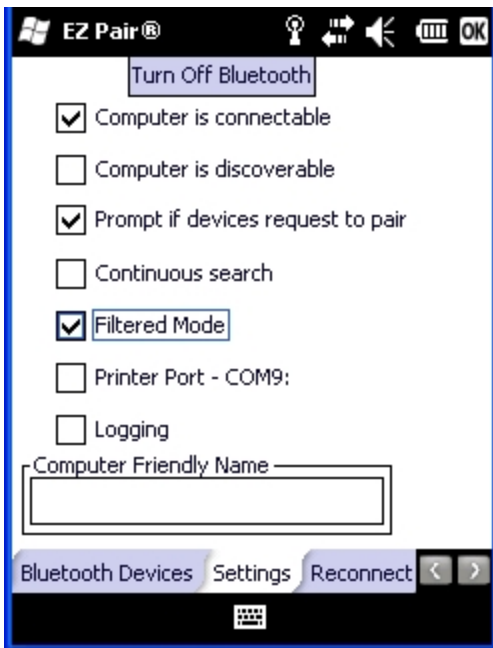 EZ Pair® OK
Turn Off Bluetooth
Computer is connectable
Computer is discoverable
Prompt if devices request to pair
Continuous search
Filtered Mode
Printer Port - COM9:
Logging
Computer Friendly Name
Bluetooth Devices Settings Reconnect